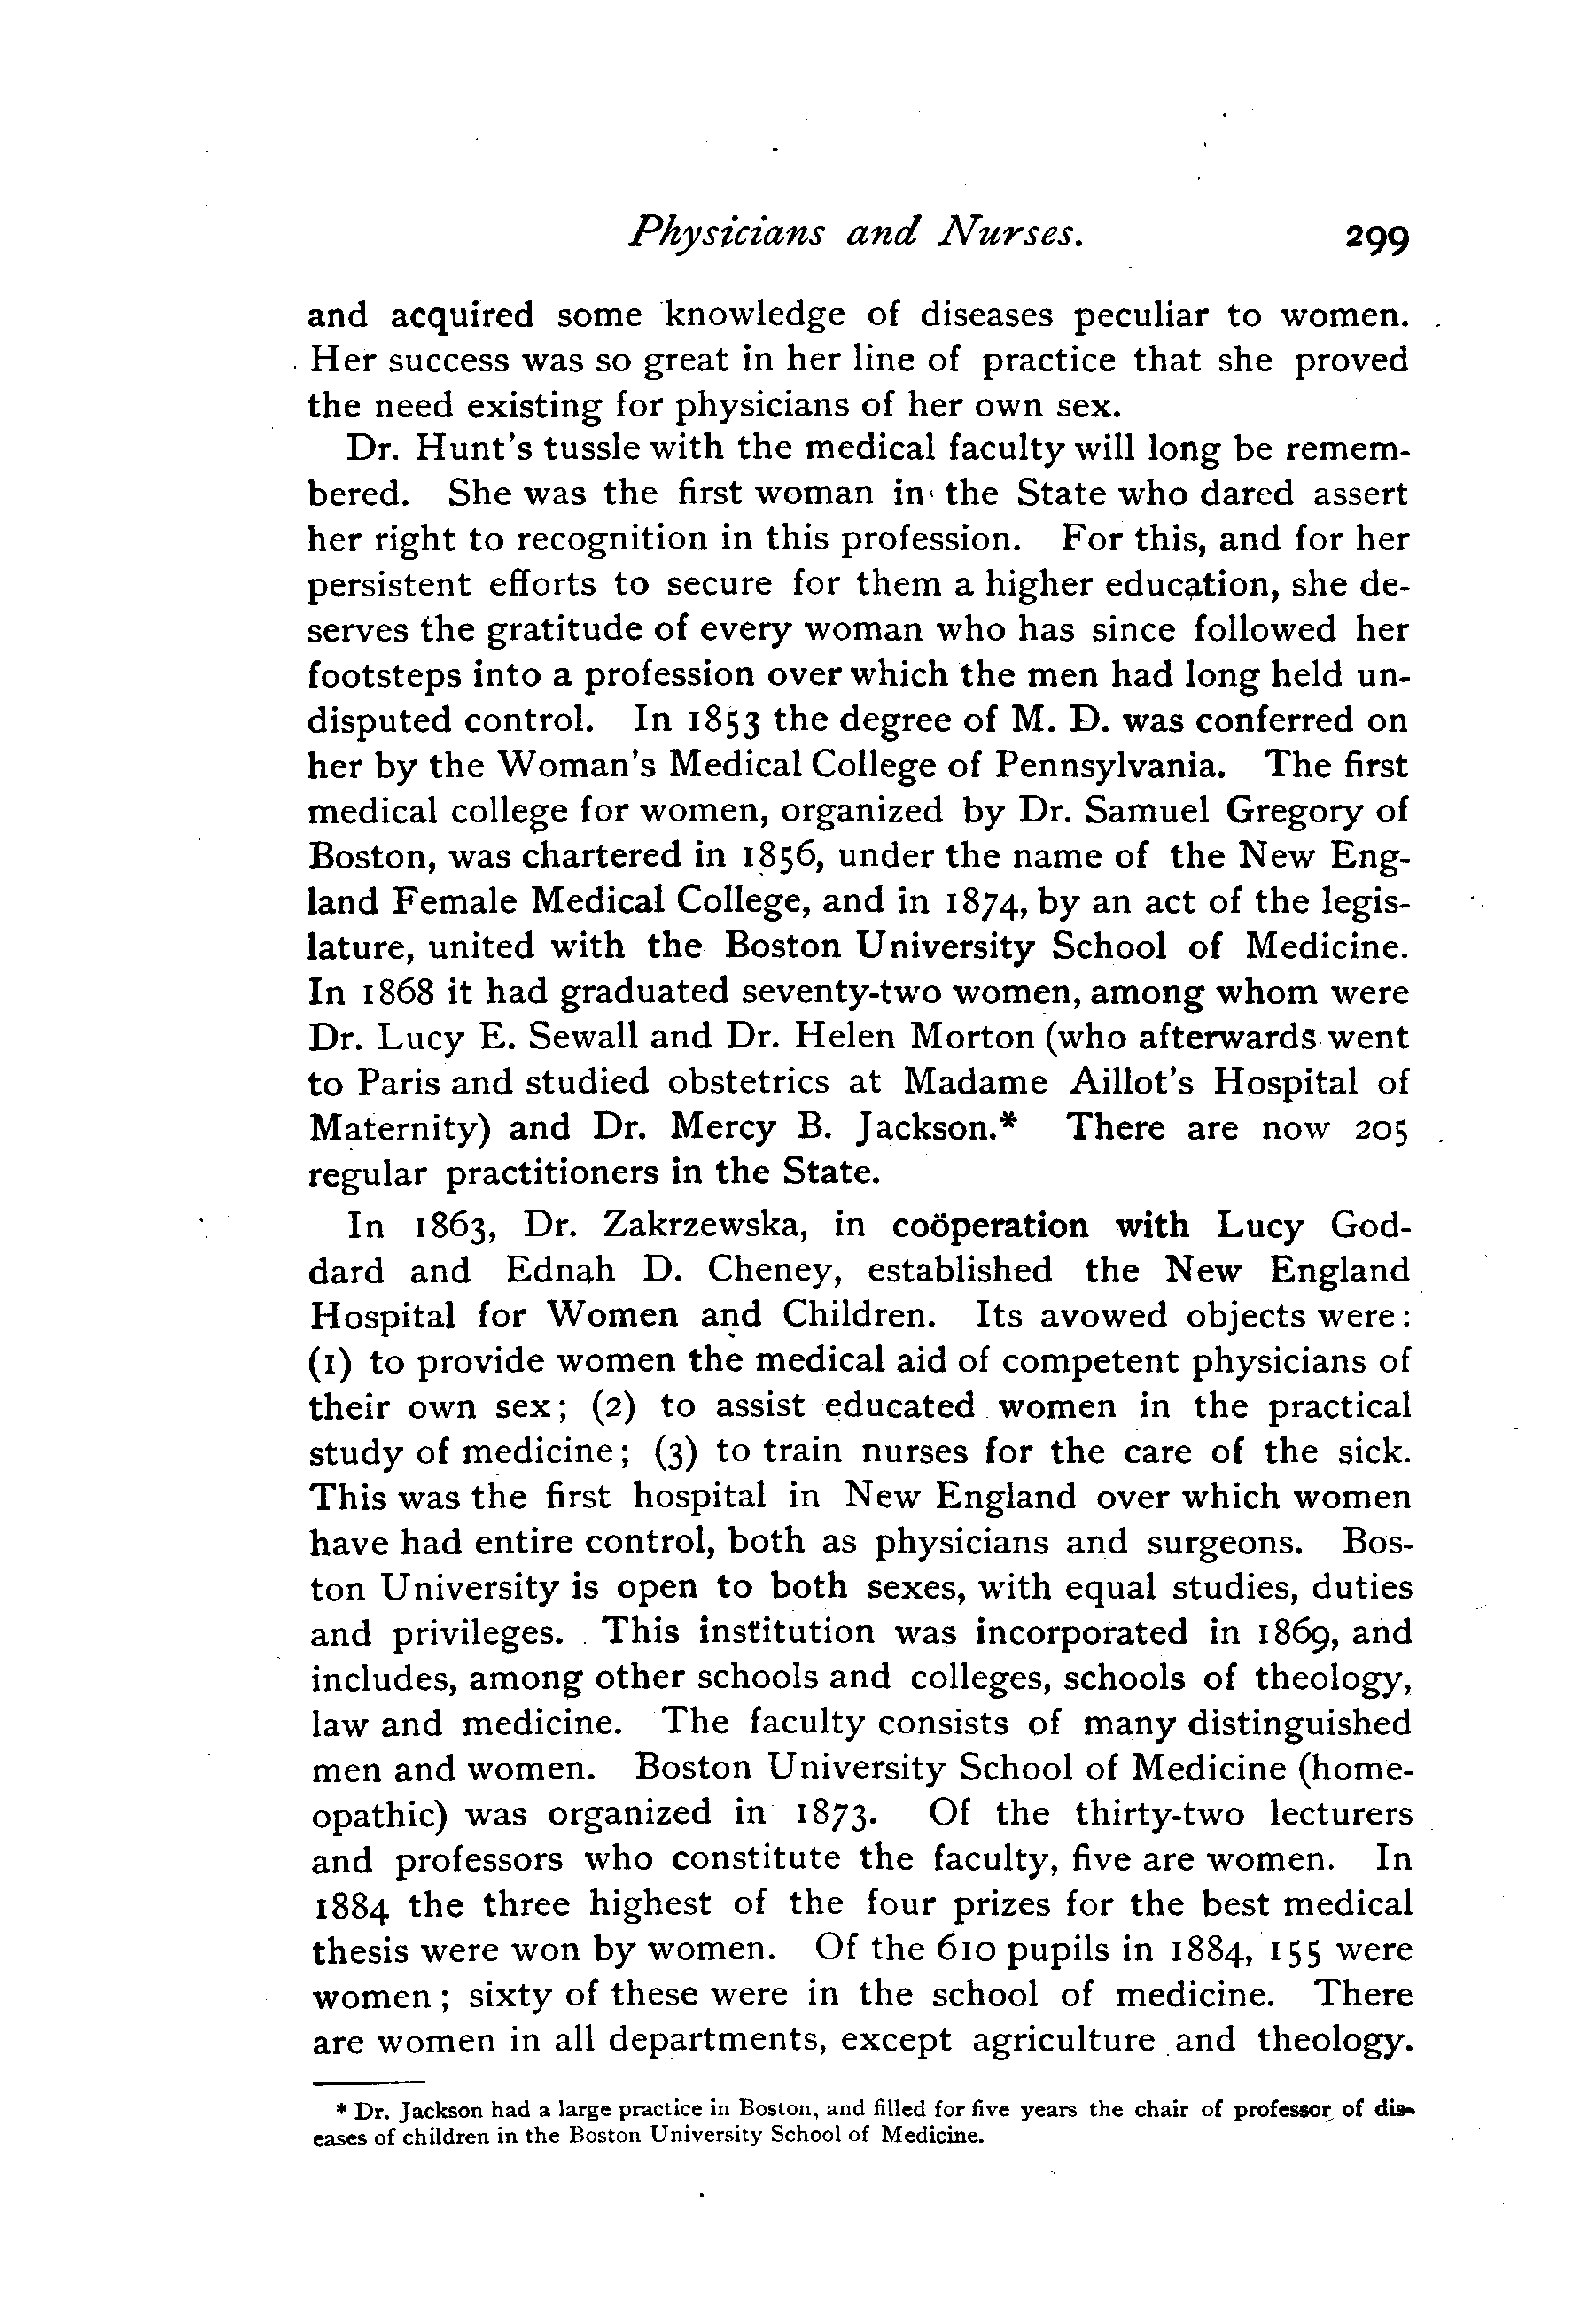 Physicians and Nurses. 299
and acquired some knowledge of diseases peculiar to women.
Her success was so great in her line of practice that she proved
the need existing for physicians of her own sex.
Dr. Hunt's tussle with the medical faculty will long be remem-
bered. She was the first woman in the State who dared assert
her right to recognition in this profession. For this, and for her
persistent efforts to secure for them a higher education, she de-
serves the gratitude of every woman who has since followed her
footsteps into a profession over which the men had long held un-
disputed control. In 1853 the degree of M. D. was conferred on
her by the Woman's Medical College of Pennsylvania. The first
medical college for women, organized by Dr. Samuel Gregory of
Boston, was chartered in 1856, under the name of the New Eng-
land Female Medical College, and in 1874, by an act of the legis-
lature, united with the Boston University School of Medicine.
In 1868 it had graduated seventy-two women, among whom were
Dr. Lucy E. Sewall and Dr. Helen Morton (who afterwards went
to Paris and studied obstetrics at Madame Aillot's Hospital of
Maternity) and Dr. Mercy B. Jackson.* There are now 205
regular practitioners in the State.
In 1863, Dr. Zakrzewska, in coöperation with Lucy God-
dard and Ednah D. Cheney, established the New England
Hospital for Women and Children. Its avowed objects were:
(1) to provide women the medical aid of competent physicians of
their own sex; (2) to assist educated women in the practical
study of medicine; (3) to train nurses for the care of the sick.
This was the first hospital in New England over which women
have had entire control, both as physicians and surgeons. Bos-
ton University is open to both sexes, with equal studies, duties
and privileges. This institution was incorporated in 1869, and
includes, among other schools and colleges, schools of theology,
law and medicine. The faculty consists of many distinguished
men and women. Boston University School of Medicine (home-
opathic) was organized in 1873. Of the thirty-two lecturers
and professors who constitute the faculty, five are women. In
1884 the three highest of the four prizes for the best medical
thesis were won by women. Of the 610 pupils in 1884, 155 were
women; sixty of these were in the school of medicine. There
are women in all departments, except agriculture and theology.
* Dr. Jackson had a large practice in Boston, and filled for five years the chair of professor of dis-
eases of children in the Boston University School of Medicine.